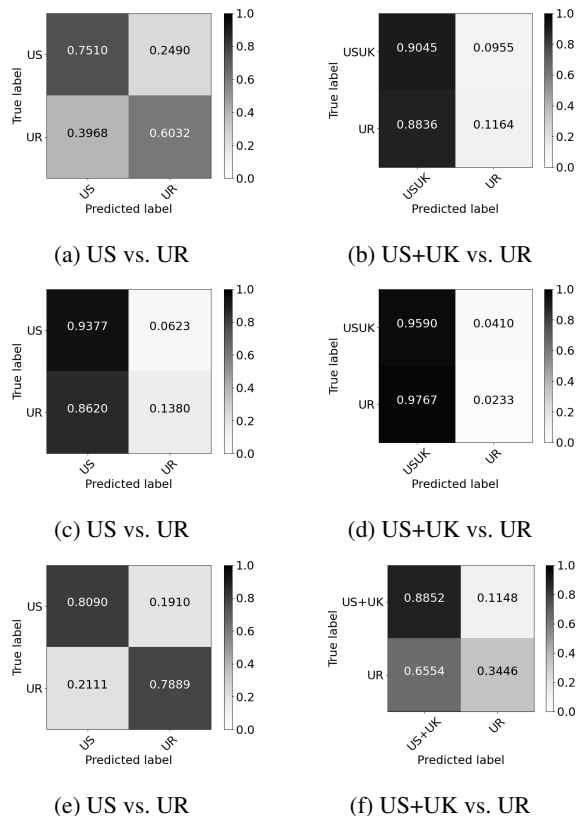 1.0
US
0.7510
0.2490
0.8
0.6
True label
0.4
UR
0.3968
0.6032
0.2
0.0
US
UR
Predicted label
(a) US vs. UR
1.0
USUK
0.9045
0.0955
0.8
0.6
True label
0.4
UR
0.8836
0.1164
0.2
0.0
USUK
UR
Predicted label
(b) US+UK vs. UR
1.0
US
0.9377
0.0623
0.8
0.6
True label
0.4
UR
0.8620
0.1380
0.2
0.0
US
UR
Predicted label
(c) US vs. UR
1.0
USUK
0.9590
0.0410
0.8
0.6
True label
0.4
UR
0.9767
0.0233
0.2
0.0
USUK
UR
Predicted label
(d) US+UK vs. UR
1.0
US
0.8090
0.1910
0.8
0.6
True label
0.4
UR
0.2111
0.7889
0.2
0.0
US
UR
Predicted label
(e) US vs. UR
1.0
US+UK
0.8852
0.1148
0.8
0.6
True label
0.4
UR
0.6554
0.3446
0.2
0.0
US+UK
UR
Predicted label
(f) US+UK vs. UR